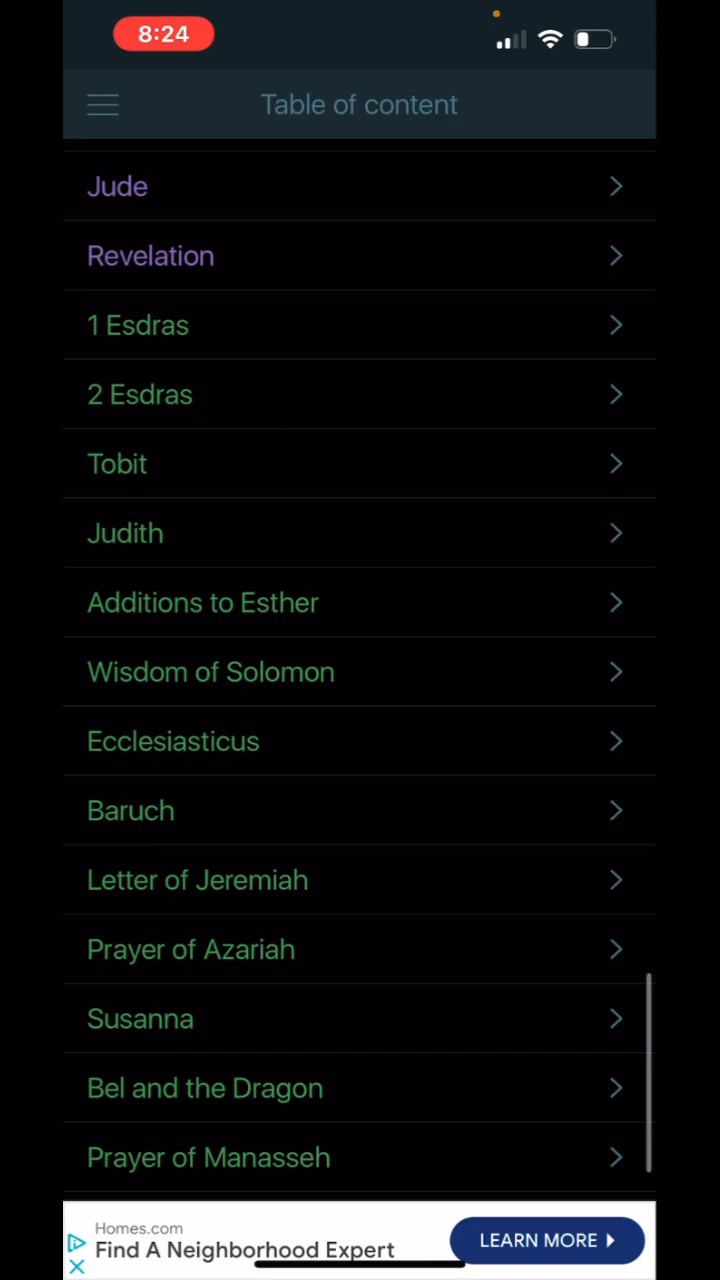 8:24
Table of content
Jude
Revelation
1 Esdras
2 Esdras
Tobit
Judith
Additions to Esther
Wisdom of Solomon
Ecclesiasticus
Baruch
Letter of Jeremiah
Prayer of Azariah
Susanna
Bel and the Dragon
Prayer of Manasseh
Homes.com
Find A Neighborhood Expert
LEARN MORE